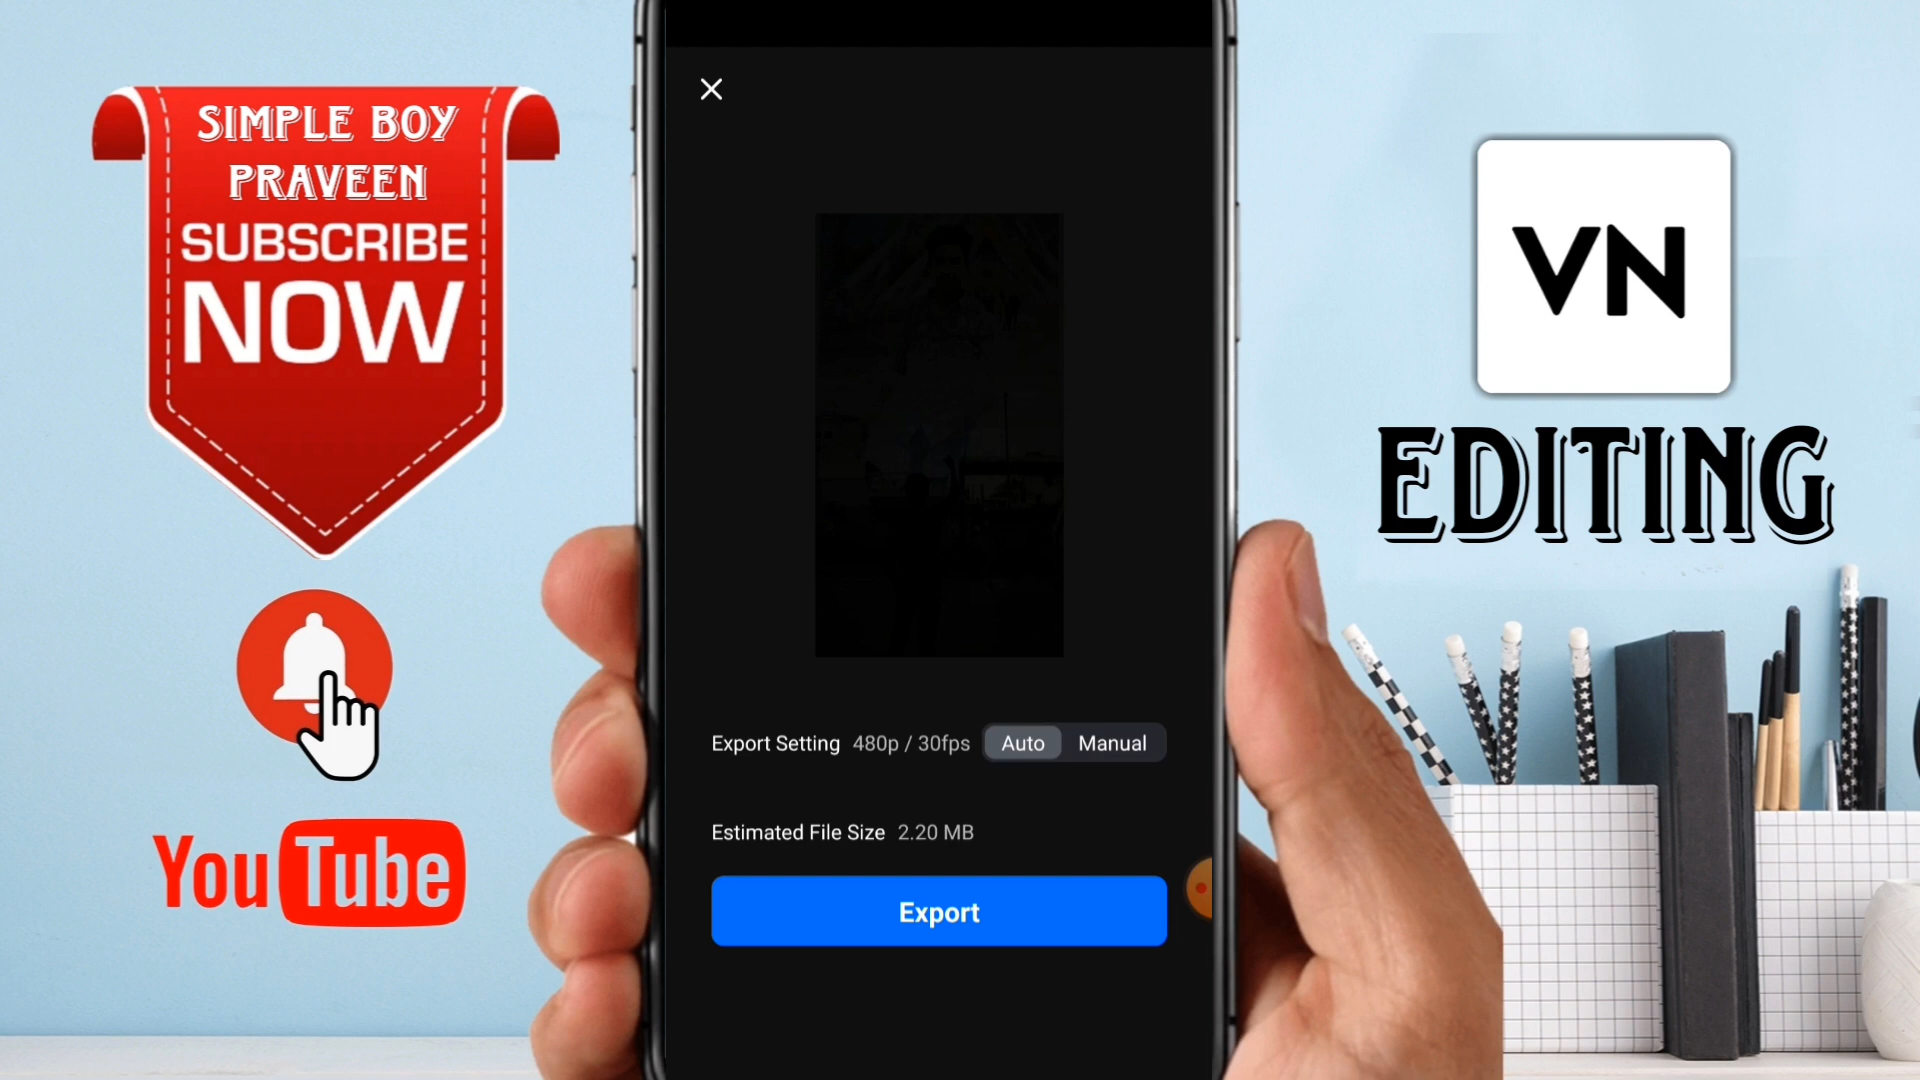 SIMPLE BOY
PRAVEEN
SUBSCRIBE
NOW
YouTube
Export Setting 480p / 30fps Auto Manual
Estimated File Size 2.20 MB
Export
VN
EDITING